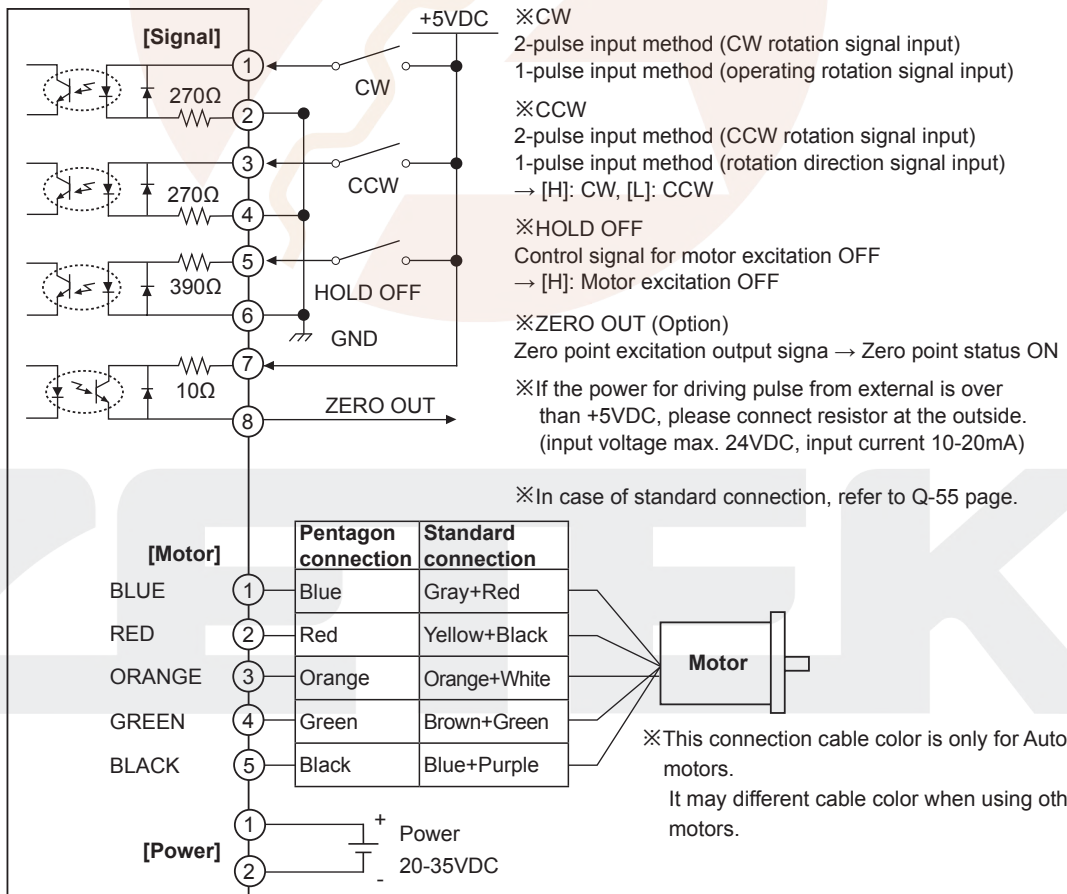 [Signal]
+5VDC
1
CW
270Ω
2
3
CCW
270Ω
4
5
390Ω
HOLD OFF
6
GND
7
10Ω
8
ZERO OUT
※CW
2-pulse input method (CW rotation signal input)
1-pulse input method (operating rotation signal input)
※CCW
2-pulse input method (CCW rotation signal input)
1-pulse input method (rotation direction signal input)
→ [H]: CW, [L]: CCW
※HOLD OFF
Control signal for motor excitation OFF
→ [H]: Motor excitation OFF
※ZERO OUT (Option)
Zero point excitation output signa → Zero point status ON
※If the power for driving pulse from external is over
than +5VDC, please connect resistor at the outside.
(input voltage max. 24VDC, input current 10-20mA)
※In case of standard connection, refer to Q-55 page.
[Motor]
Pentagon connection
Standard connection
BLUE 1 Blue Gray+Red
RED 2 Red Yellow+Black
ORANGE 3 Orange Orange+White
GREEN 4 Green Brown+Green
BLACK 5 Black Blue+Purple
Motor
※This connection cable color is only for Auto
motors.
It may different cable color when using oth
motors.
[Power]
1
2
+
-
Power
20-35VDC